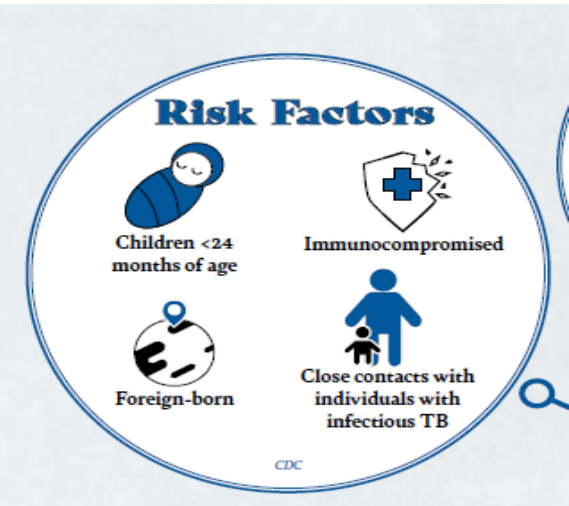 Risk Factors
Children <24
months of age
Immunocompromised
Foreign-born
Close contacts with
individuals with
infectious TB
CDC